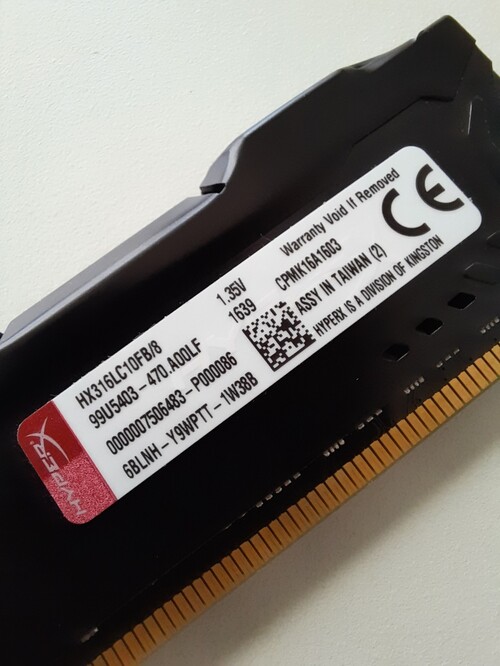 HX316LC10FB/8
99U5403-470.A00LF
0000007506483-P000086
6BLNH-Y9WPTT-1W38B
1.35V
1639
Warranty Void If Removed
CPMK16A1603
ASSY IN TAIWAN (2)
HYPERX IS A DIVISION OF KINGSTON
CE
HYPERX